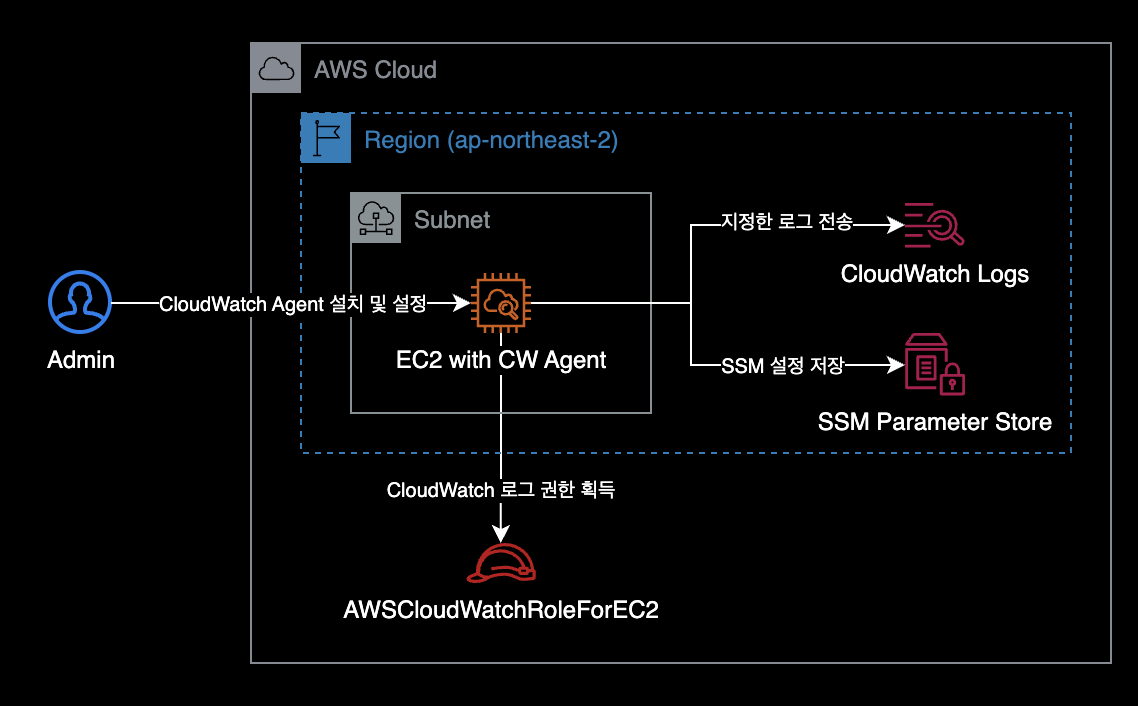 AWS Cloud
Region (ap-northeast-2)
Subnet
지정한 로그 전송
CloudWatch Logs
CloudWatch Agent 설치 및 설정
Admin
EC2 with CW Agent
SSM 설정 저장
SSM Parameter Store
CloudWatch 로그 권한 획득
AWSCloudWatchRoleForEC2